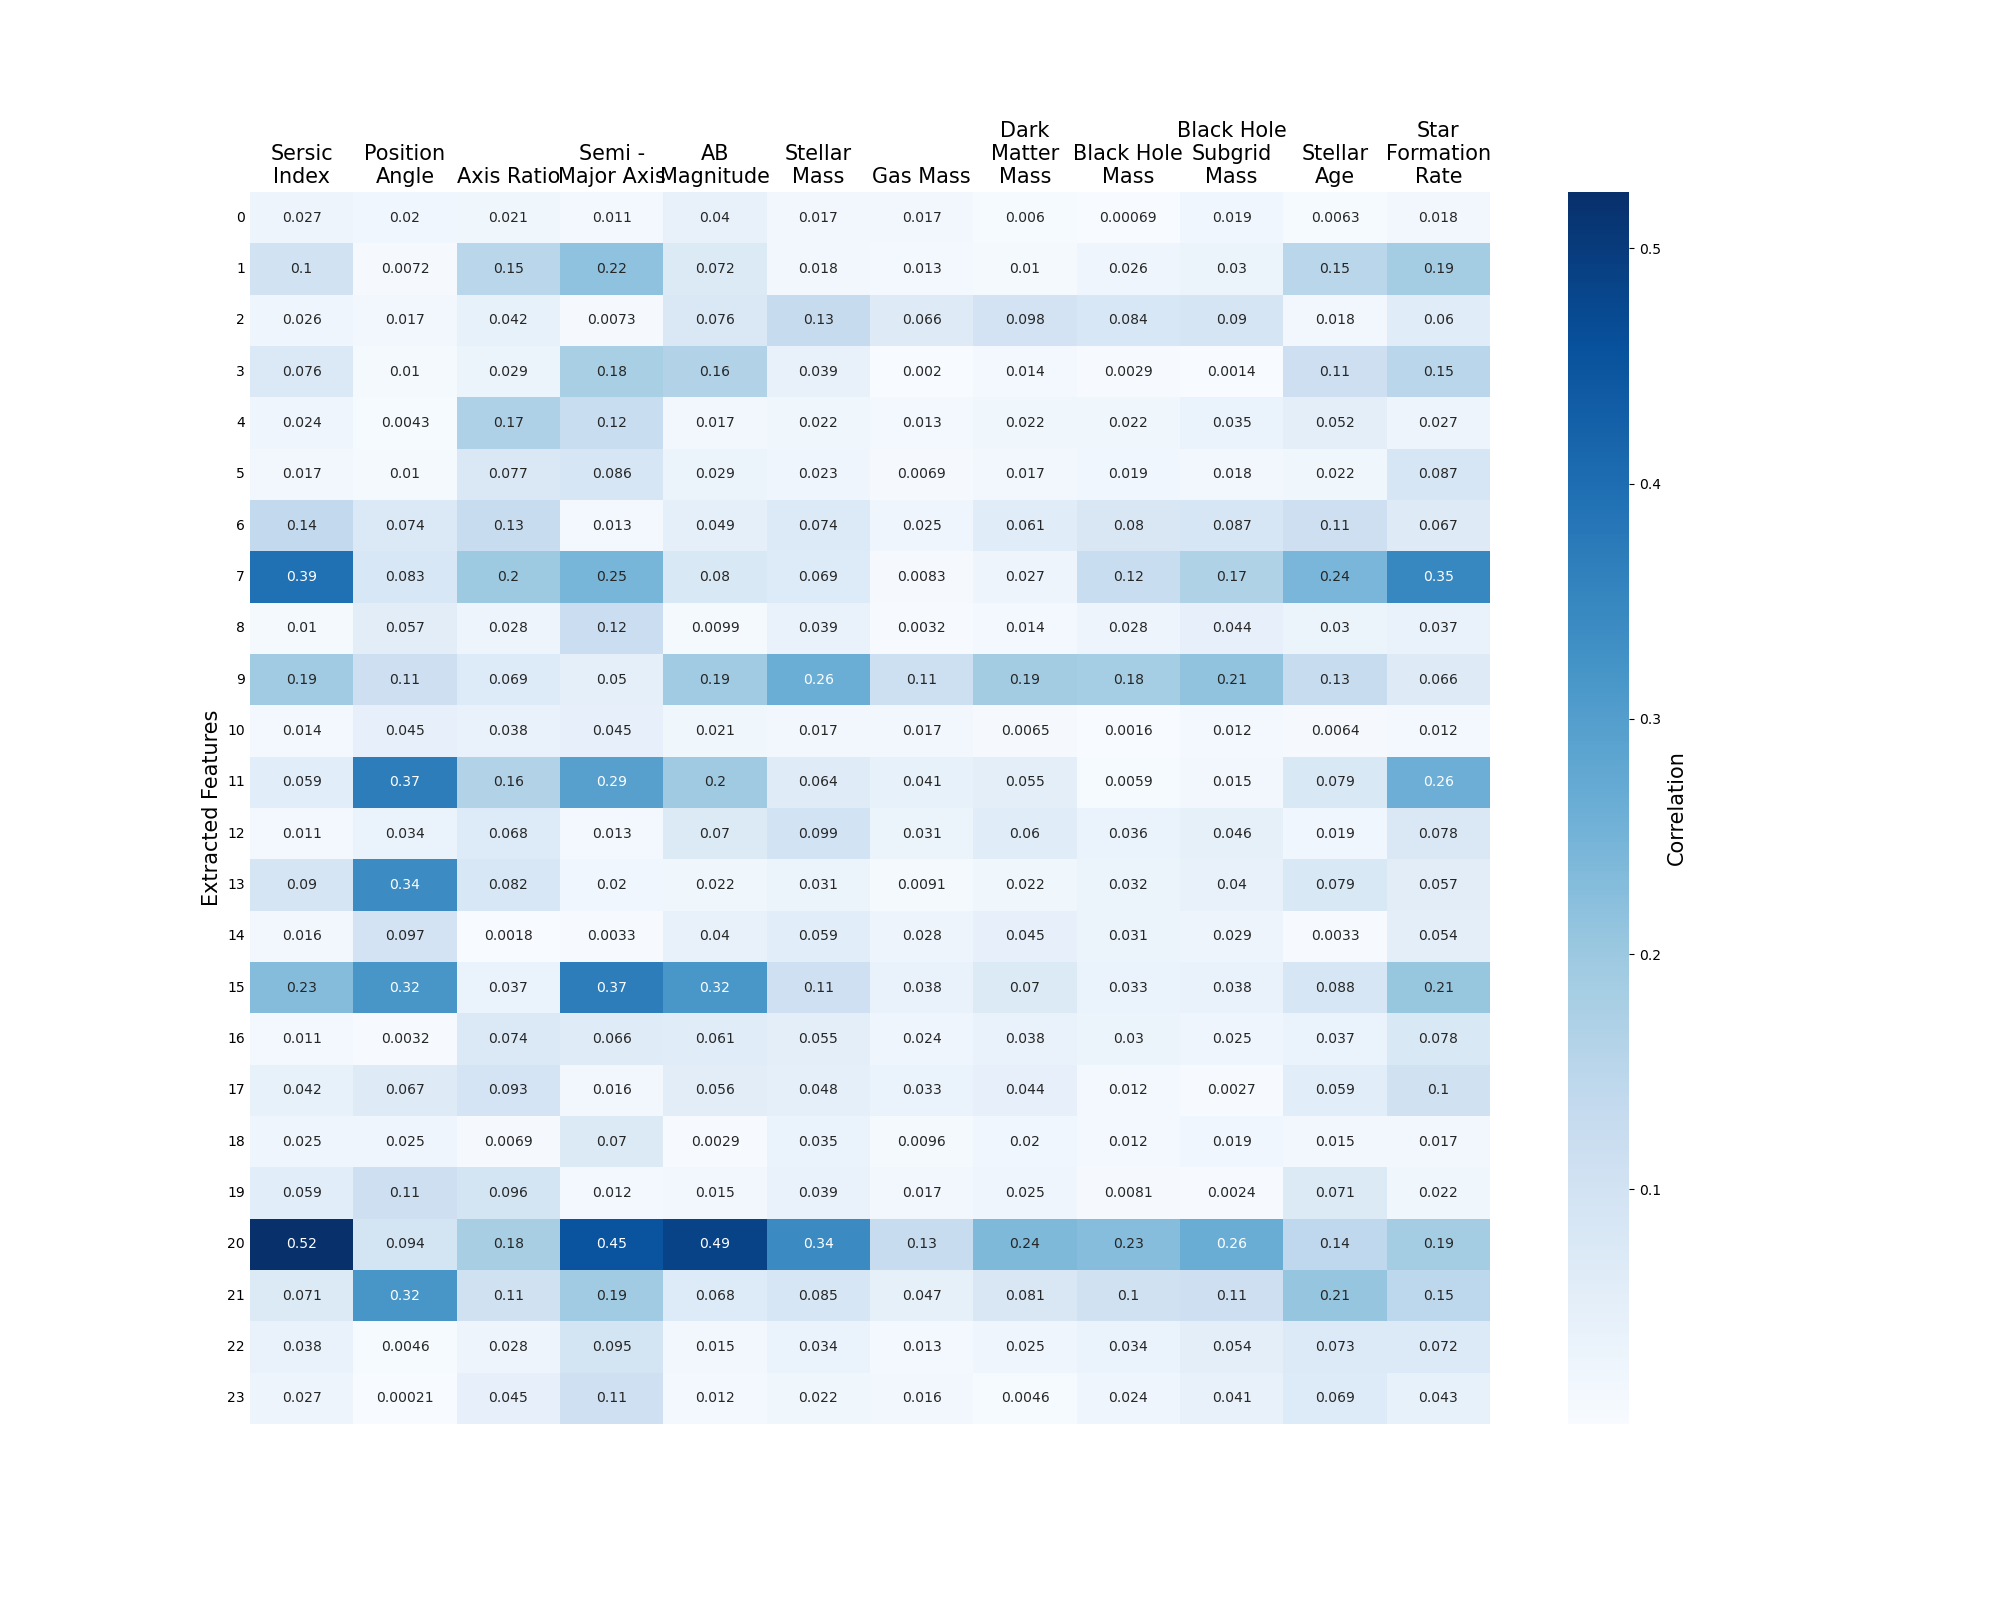 Dark Black Hole Star
Sersic Position Semi - AB Stellar Matter Black Hole Subgrid Stellar Formation
Index Angle Axis Ratio Major Axis Magnitude Mass Gas Mass Mass Mass Mass Age Rate
0 0.027 0.02 0.021 0.011 0.04 0.017 0.017 0.006 0.00069 0.019 0.0063 0.018
1 0.1 0.0072 0.15 0.22 0.072 0.018 0.013 0.01 0.026 0.03 0.15 0.19
2 0.026 0.017 0.042 0.0073 0.076 0.13 0.066 0.098 0.084 0.09 0.018 0.06
3 0.076 0.01 0.029 0.18 0.16 0.039 0.002 0.014 0.0029 0.0014 0.11 0.15
4 0.024 0.0043 0.17 0.12 0.017 0.022 0.013 0.022 0.022 0.035 0.052 0.027
5 0.017 0.01 0.077 0.086 0.029 0.023 0.0069 0.017 0.019 0.018 0.022 0.087
6 0.14 0.074 0.13 0.013 0.049 0.074 0.025 0.061 0.08 0.087 0.11 0.067
7 0.39 0.083 0.2 0.25 0.08 0.069 0.0083 0.027 0.12 0.17 0.24 0.35
8 0.01 0.057 0.028 0.12 0.0099 0.039 0.0032 0.014 0.028 0.044 0.03 0.037
9 0.19 0.11 0.069 0.05 0.19 0.26 0.11 0.19 0.18 0.21 0.13 0.066
10 0.014 0.045 0.038 0.045 0.021 0.017 0.017 0.0065 0.0016 0.012 0.0064 0.012
11 0.059 0.37 0.16 0.29 0.2 0.064 0.041 0.055 0.0059 0.015 0.079 0.26
12 0.011 0.034 0.068 0.013 0.07 0.099 0.031 0.06 0.036 0.046 0.019 0.078
13 0.09 0.34 0.082 0.02 0.022 0.031 0.0091 0.022 0.032 0.04 0.079 0.057
14 0.016 0.097 0.0018 0.0033 0.04 0.059 0.028 0.045 0.031 0.029 0.0033 0.054
15 0.23 0.32 0.037 0.37 0.32 0.11 0.038 0.07 0.033 0.038 0.088 0.21
16 0.011 0.0032 0.074 0.066 0.061 0.055 0.024 0.038 0.03 0.025 0.037 0.078
17 0.042 0.067 0.093 0.016 0.056 0.048 0.033 0.044 0.012 0.0027 0.059 0.1
18 0.025 0.025 0.0069 0.07 0.0029 0.035 0.0096 0.02 0.012 0.019 0.015 0.017
19 0.059 0.11 0.096 0.012 0.015 0.039 0.017 0.025 0.0081 0.0024 0.071 0.022
20 0.52 0.094 0.18 0.45 0.49 0.34 0.13 0.24 0.23 0.26 0.14 0.19
21 0.071 0.32 0.11 0.19 0.068 0.085 0.047 0.081 0.1 0.11 0.21 0.15
22 0.038 0.0046 0.028 0.095 0.015 0.034 0.013 0.025 0.034 0.054 0.073 0.072
23 0.027 0.00021 0.045 0.11 0.012 0.022 0.016 0.0046 0.024 0.041 0.069 0.043
Extracted Features
0.5
0.4
0.3
0.2
0.1
Correlation